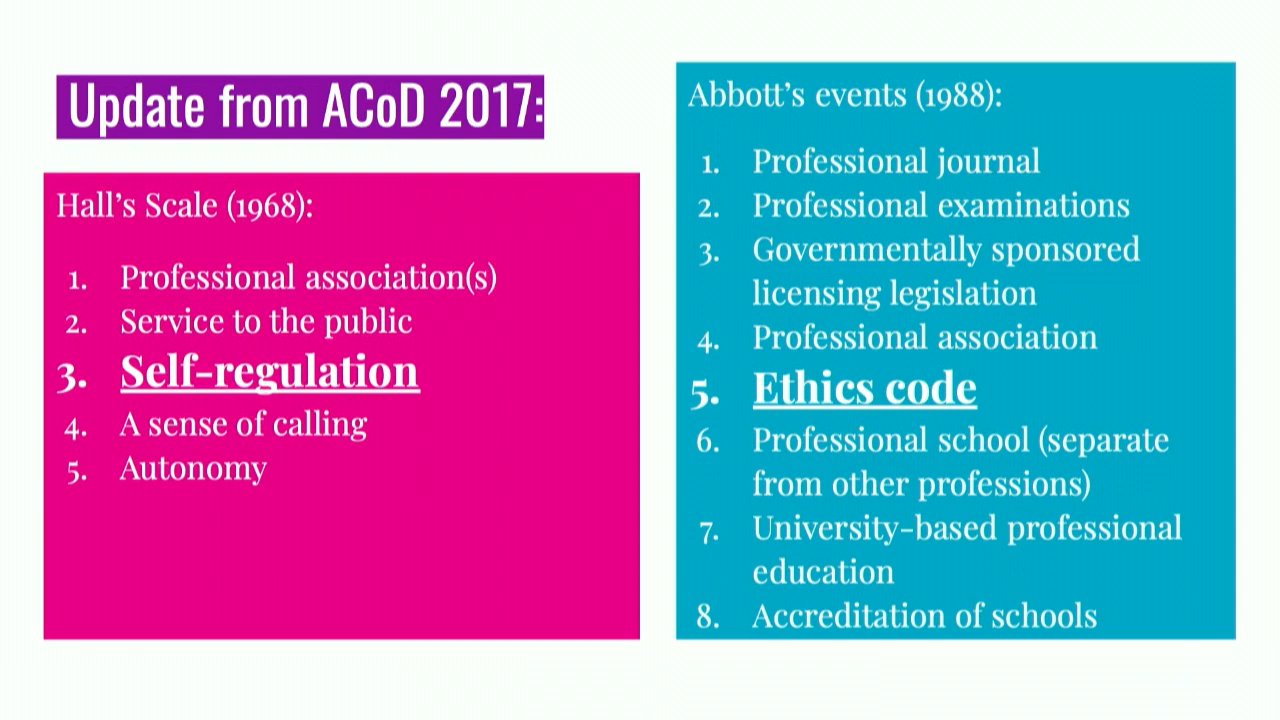 Update from ACoD 2017:
Hall's Scale (1968):
1. Professional association(s)
2. Service to the public
3. Self-regulation
4. A sense of calling
5. Autonomy
Abbott's events (1988):
1. Professional journal
2. Professional examinations
3. Governmentally sponsored
licensing legislation
4. Professional association
5. Ethics code
6. Professional school (separate
from other professions)
7. University-based professional
education
8. Accreditation of schools